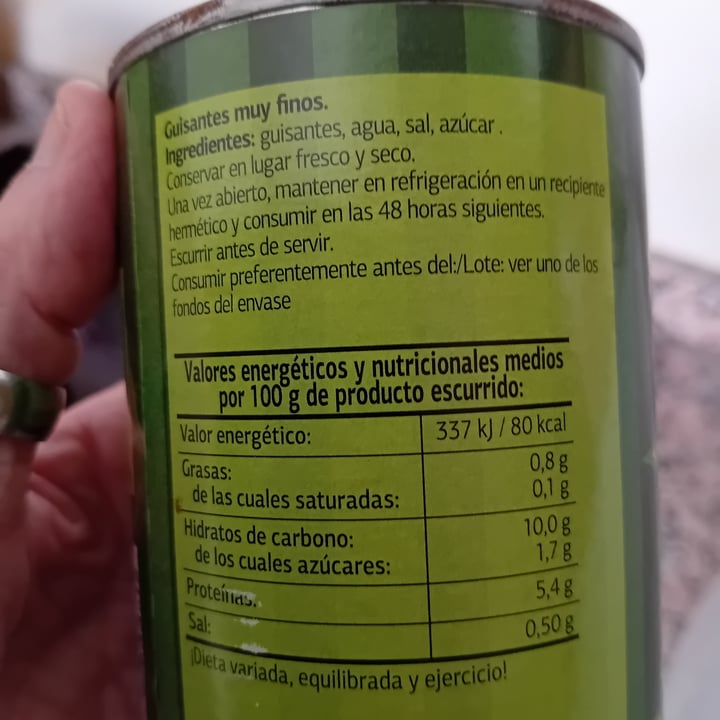 Guisantes muy finos.
Ingredientes: guisantes, agua, sal, azúcar.
Conservar en lugar fresco y seco.
Una vez abierto, mantener en refrigeración en un recipiente
hermético y consumir en las 48 horas siguientes.
Escurrir antes de servir.
Consumir preferentemente antes del:/Lote: ver uno de los
fondos del envase
Valores energéticos y nutricionales medios
por 100 g de producto escurrido:
Valor energético: 337 kJ / 80 kcal
Grasas: 0,8 g
de las cuales saturadas: 0,1 g
Hidratos de carbono: 10,0 g
de los cuales azúcares: 1,7 g
Proteínas: 5,4 g
Sal: 0,50 g
¡Dieta variada, equilibrada y ejercicio!